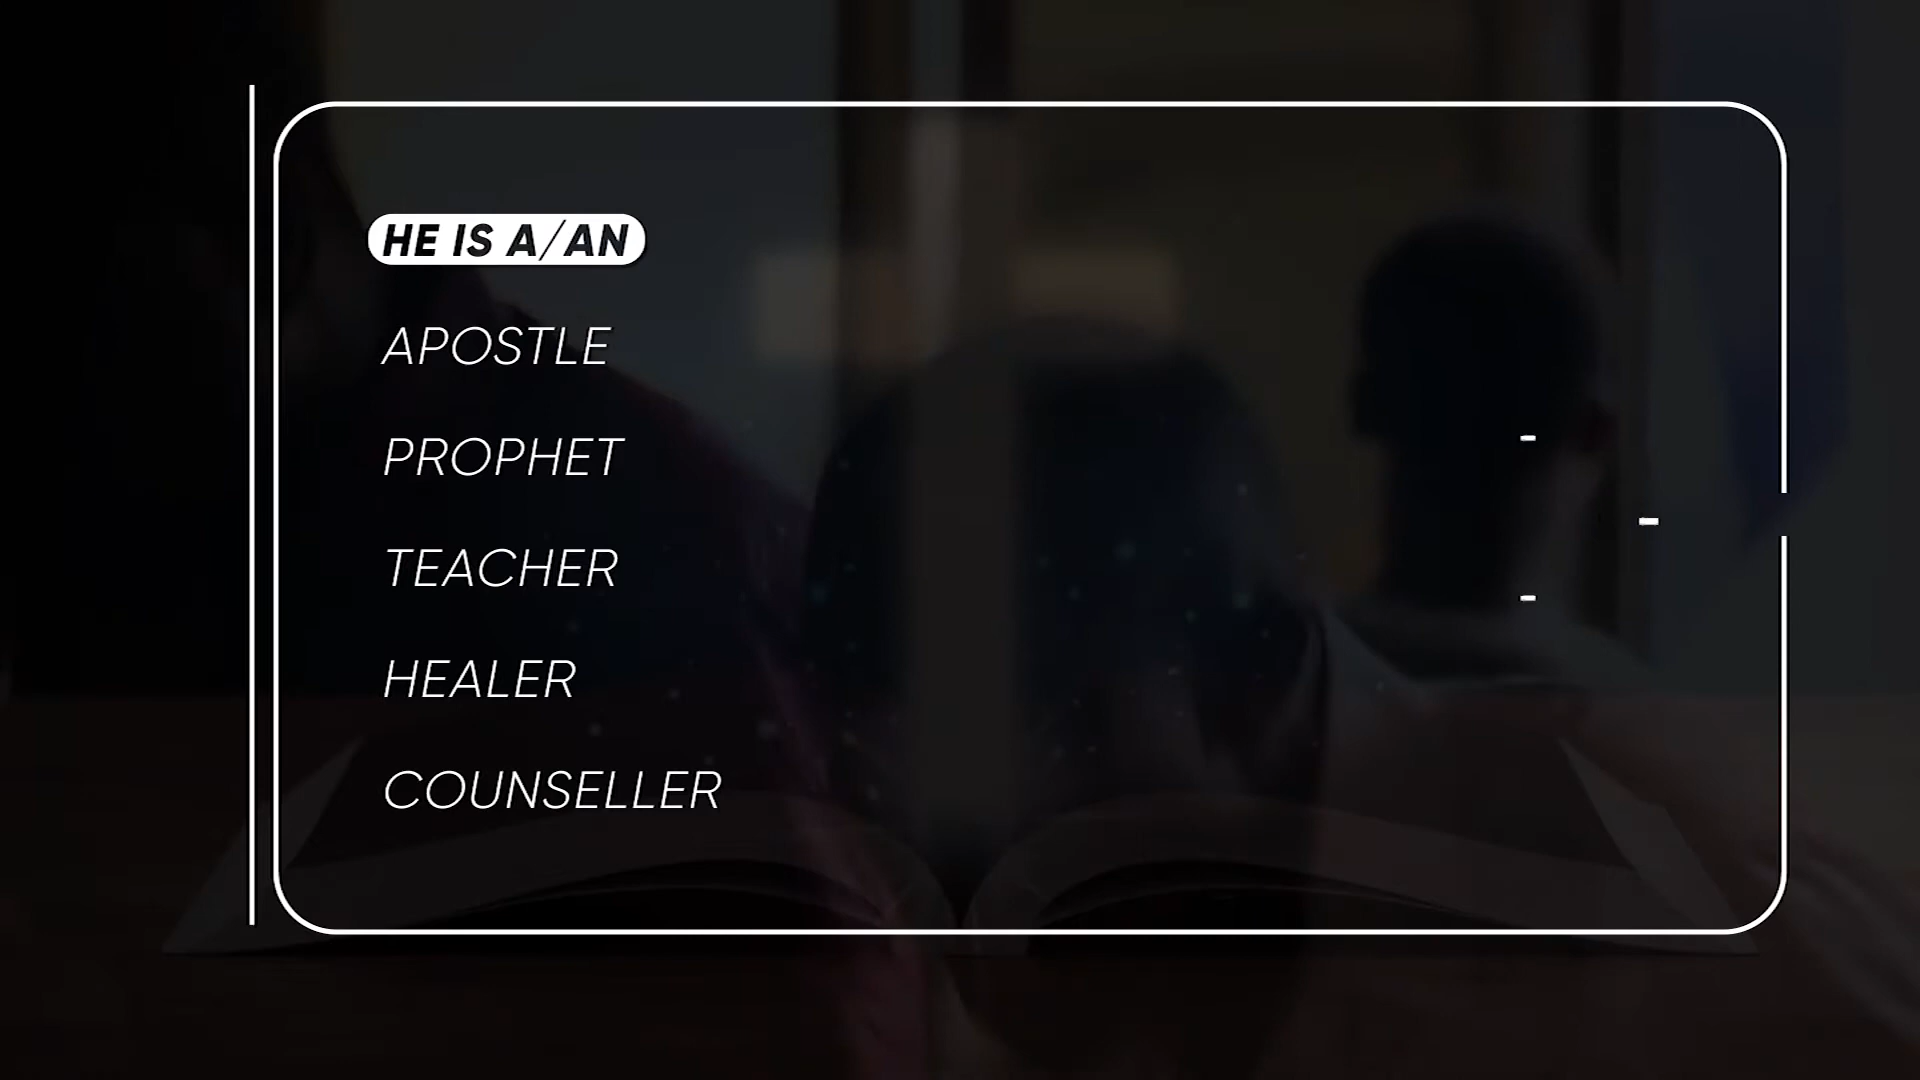 HE IS A/AN
APOSTLE
PROPHET
TEACHER
HEALER
COUNSELLER